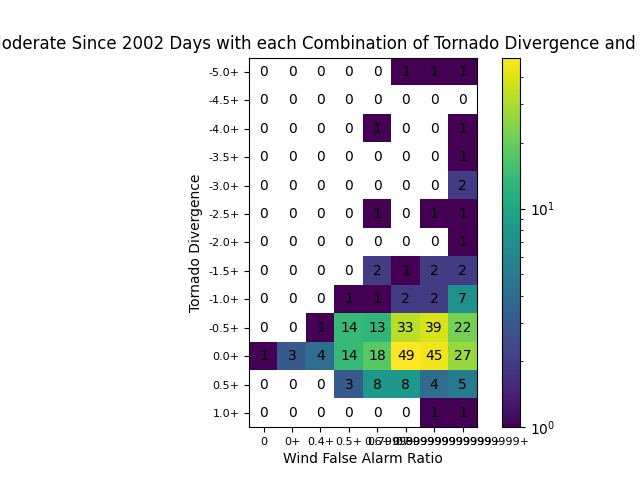 oderate Since 2002 Days with each Combination of Tornado Divergence and
-5.0+ 0 0 0 0 0 1 1 1
-4.5+ 0 0 0 0 0 0 0 0
-4.0+ 0 0 0 0 1 0 0 1
-3.5+ 0 0 0 0 0 0 0 1
-3.0+ 0 0 0 0 0 0 0 2
-2.5+ 0 0 0 0 1 0 1 1
-2.0+ 0 0 0 0 0 0 0 1
-1.5+ 0 0 0 0 2 1 2 2
-1.0+ 0 0 0 1 1 2 2 7
-0.5+ 0 0 1 14 13 33 39 22
0.0+ 1 3 4 14 18 49 45 27
0.5+ 0 0 0 3 8 8 4 5
1.0+ 0 0 0 0 0 0 1 1
0 0+ 0.4+ 0.5+
Wind False Alarm Ratio
Tornado Divergence
10^1
10^0